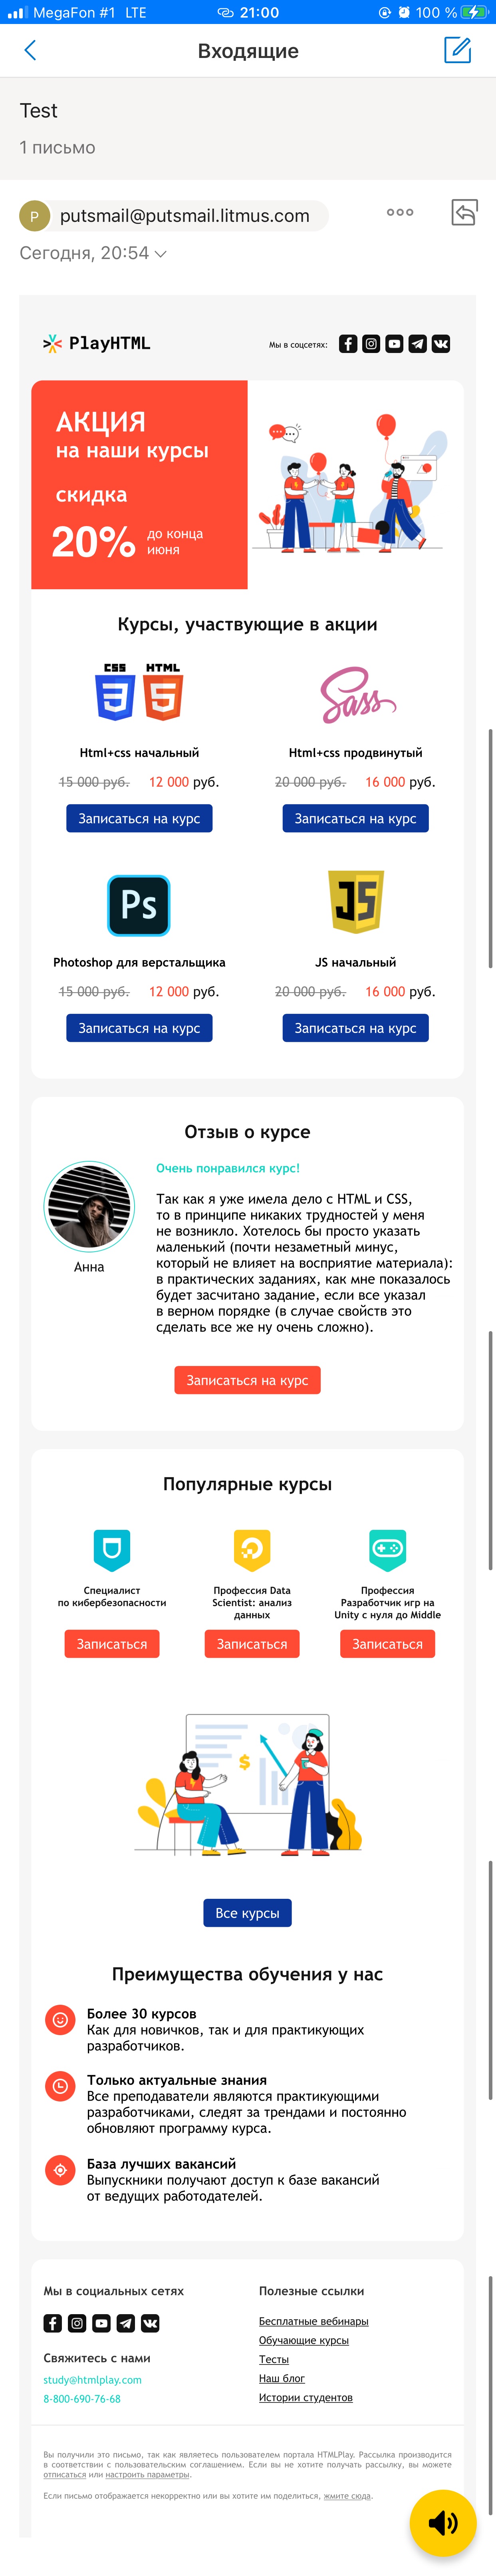 MegaFon #1 LTE 21:00 100 %
Входящие
Test
1 письмо
P putsmail@putsmail.litmus.com
Сегодня, 20:54
PlayHTML
Мы в соцсетях:
АКЦИЯ
на наши курсы
скидка
20% до конца
июня
Курсы, участвующие в акции
CSS HTML
3 5
Sass
Html+css начальный
15 000 руб. 12 000 руб.
Записаться на курс
Html+css продвинутый
20 000 руб. 16 000 руб.
Записаться на курс
Ps
Photoshop для верстальщика
15 000 руб. 12 000 руб.
Записаться на курс
JS
JS начальный
20 000 руб. 16 000 руб.
Записаться на курс
Отзыв о курсе
Анна
Очень понравился курс!
Так как я уже имела дело с HTML и CSS,
то в принципе никаких трудностей у меня
не возникло. Хотелось бы просто указать
маленький (почти незаметный минус,
который не влияет на восприятие материала):
в практических заданиях, как мне показалось
будет засчитано задание, если все указал
в верном порядке (в случае свойств это
сделать все же ну очень сложно).
Записаться на курс
Популярные курсы
Специалист
по кибербезопасности
Записаться
Профессия Data
Scientist: анализ
данных
Записаться
Профессия
Разработчик игр на
Unity с нуля до Middle
Записаться
$
Все курсы
Преимущества обучения у нас
Более 30 курсов
Как для новичков, так и для практикующих
разработчиков.
Только актуальные знания
Все преподаватели являются практикующими
разработчиками, следят за трендами и постоянно
обновляют программу курса.
База лучших вакансий
Выпускники получают доступ к базе вакансий
от ведущих работодателей.
Мы в социальных сетях
Свяжитесь с нами
study@htmlplay.com
8-800-690-76-68
Полезные ссылки
Бесплатные вебинары
Обучающие курсы
Тесты
Наш блог
Истории студентов
Вы получили это письмо, так как являетесь пользователем портала HTMLPlay. Рассылка производится
в соответствии с пользовательским соглашением. Если вы не хотите получать рассылку, вы можете
отписаться или настроить параметры.
Если письмо отображается некорректно или вы хотите им поделиться, жмите сюда.